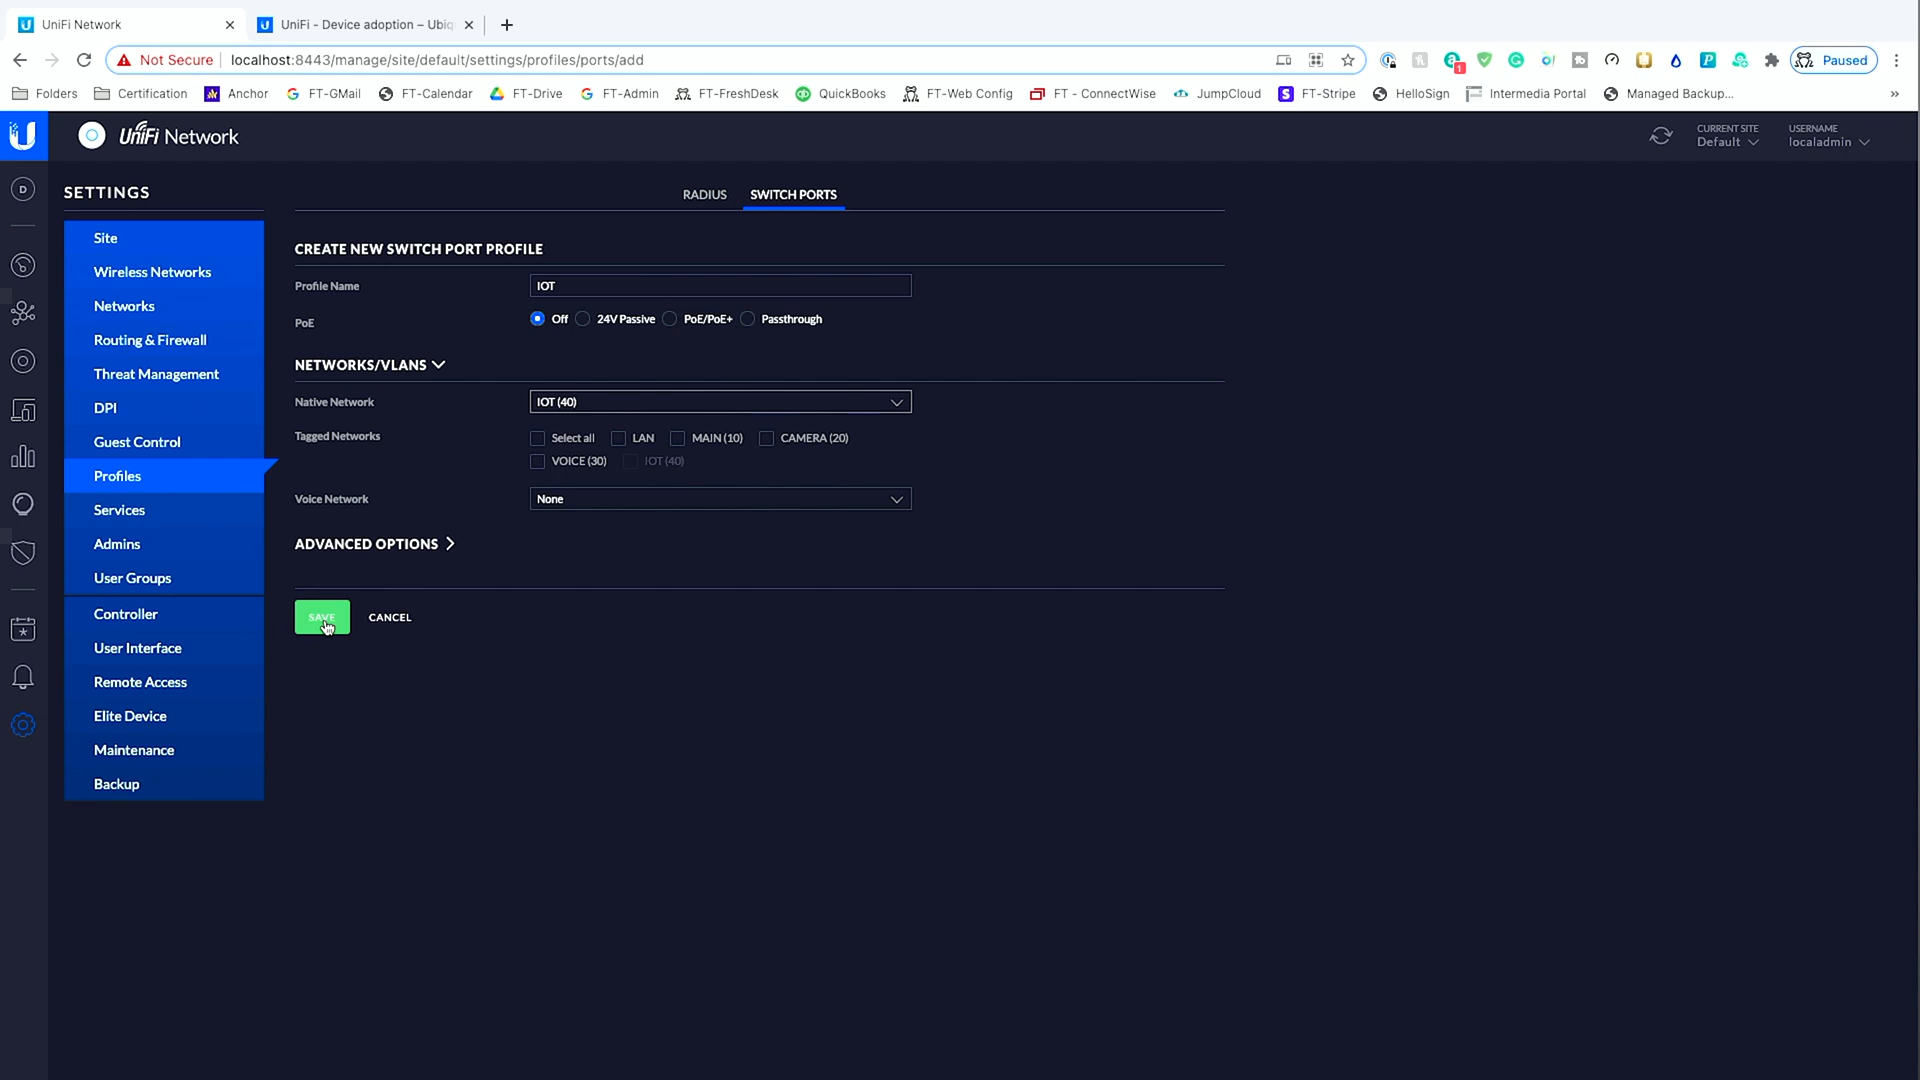 UniFi Network
UniFi - Device adoption – Ubiq
Not Secure
localhost:8443/manage/site/default/settings/profiles/ports/add
1
Paused
Folders
Certification
Anchor
FT-GMail
FT-Calendar
FT-Drive
FT-Admin
FT-FreshDesk
QuickBooks
FT-Web Config
FT - ConnectWise
JumpCloud
FT-Stripe
HelloSign
Intermedia Portal
Managed Backup...
»
UniFi Network
CURRENT SITE
Default
USERNAME
localadmin
D
SETTINGS
Site
Wireless Networks
Networks
Routing & Firewall
Threat Management
DPI
Guest Control
Profiles
Services
Admins
User Groups
Controller
User Interface
Remote Access
Elite Device
Maintenance
Backup
RADIUS
SWITCH PORTS
CREATE NEW SWITCH PORT PROFILE
Profile Name
IOT
PoE
Off
24V Passive
PoE/PoE+
Passthrough
NETWORKS/VLANS
Native Network
IOT (40)
Tagged Networks
Select all
LAN
MAIN (10)
CAMERA (20)
VOICE (30)
IOT (40)
Voice Network
None
ADVANCED OPTIONS
SAVE
CANCEL